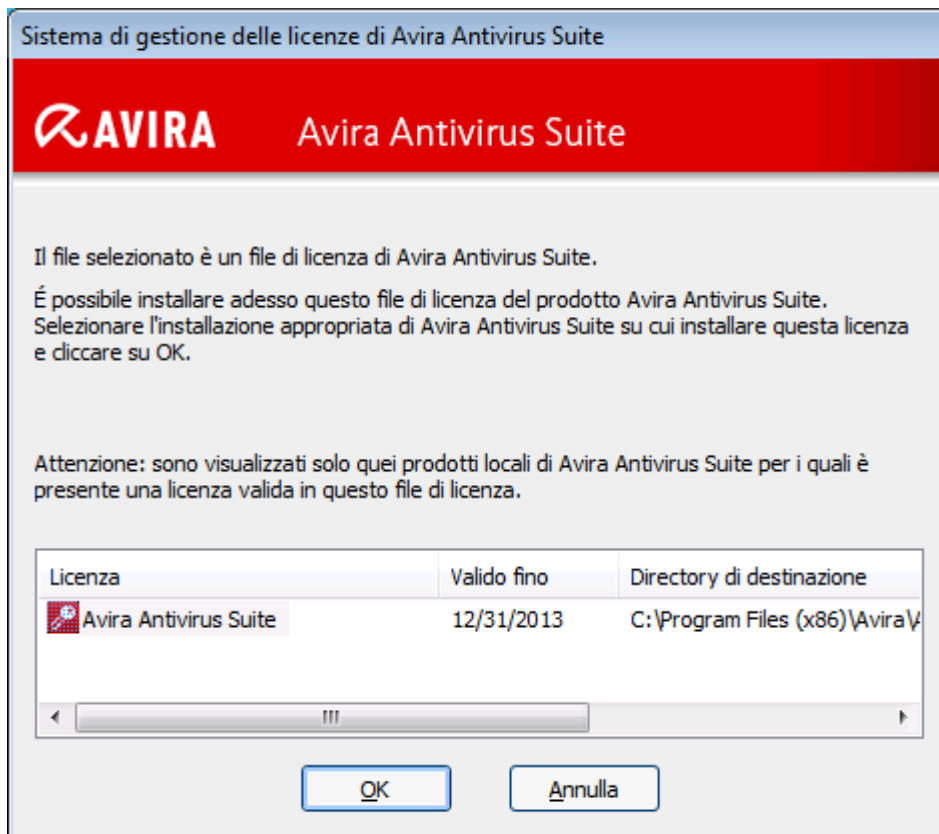 Sistema di gestione delle licenze di Avira Antivirus Suite
AVIRA Avira Antivirus Suite
Il file selezionato è un file di licenza di Avira Antivirus Suite.
É possibile installare adesso questo file di licenza del prodotto Avira Antivirus Suite.
Selezionare l'installazione appropriata di Avira Antivirus Suite su cui installare questa licenza
e cliccare su OK.
Attenzione: sono visualizzati solo quei prodotti locali di Avira Antivirus Suite per i quali è
presente una licenza valida in questo file di licenza.
Licenza Valido fino Directory di destinazione
Avira Antivirus Suite 12/31/2013 C:\Program Files (x86)\Avira\A
OK Annulla